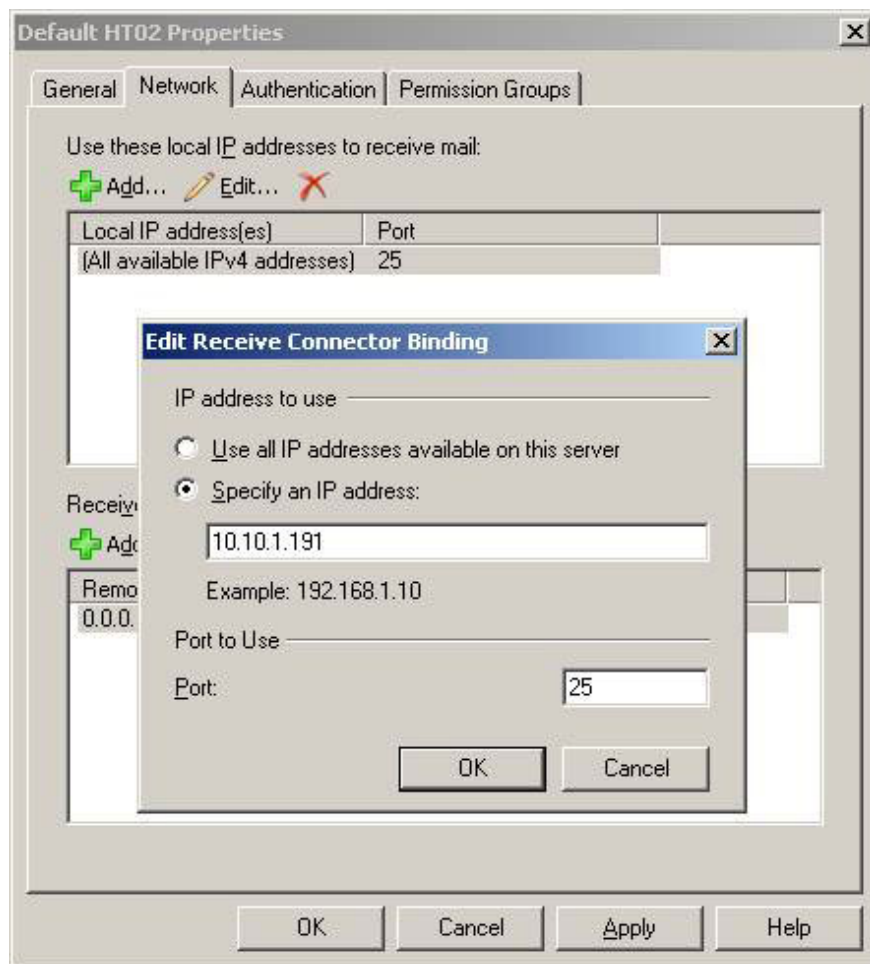 Default HT02 Properties
General Network Authentication Permission Groups
Use these local IP addresses to receive mail:
Add... Edit...
Local IP address(es) Port
(All available IPv4 addresses) 25
Edit Receive Connector Binding
IP address to use
Use all IP addresses available on this server
Specify an IP address:
10.10.1.191
Example: 192.168.1.10
Port to Use
Port: 25
OK Cancel
0.0.0.
OK Cancel Apply Help